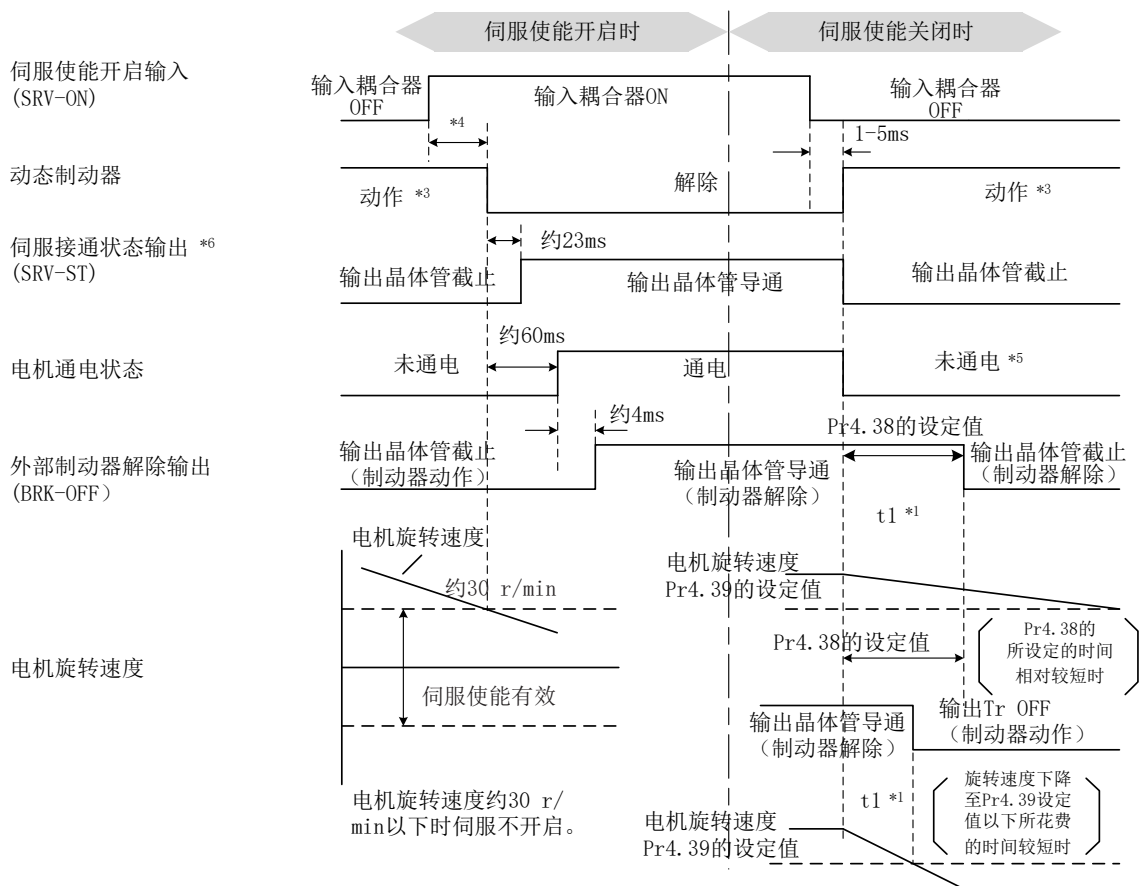 伺服使能开启时
伺服使能关闭时
伺服使能开启输入
(SRV-ON)
输入耦合器
OFF
输入耦合器ON
输入耦合器
OFF
*4
1-5ms
动态制动器
动作 *3
解除
动作 *3
伺服接通状态输出 *6
(SRV-ST)
约23ms
输出晶体管截止
输出晶体管导通
输出晶体管截止
电机通电状态
约60ms
未通电
通电
未通电 *5
约4ms
Pr4.38的设定值
外部制动器解除输出
(BRK-OFF)
输出晶体管截止
(制动器动作)
输出晶体管导通
(制动器解除)
输出晶体管截止
(制动器解除)
t1 *1
电机旋转速度
约30 r/min
电机旋转速度
Pr4.39的设定值
电机旋转速度
伺服使能有效
Pr4.38的设定值
Pr4.38的
所设定的时间
相对较短时
输出晶体管导通
(制动器解除)
输出Tr OFF
(制动器动作)
电机旋转速度约30 r/
min以下时伺服不开启。
t1 *1
旋转速度下降
至Pr4.39设定
值以下所花费
的时间较短时
电机旋转速度
Pr4.39的设定值